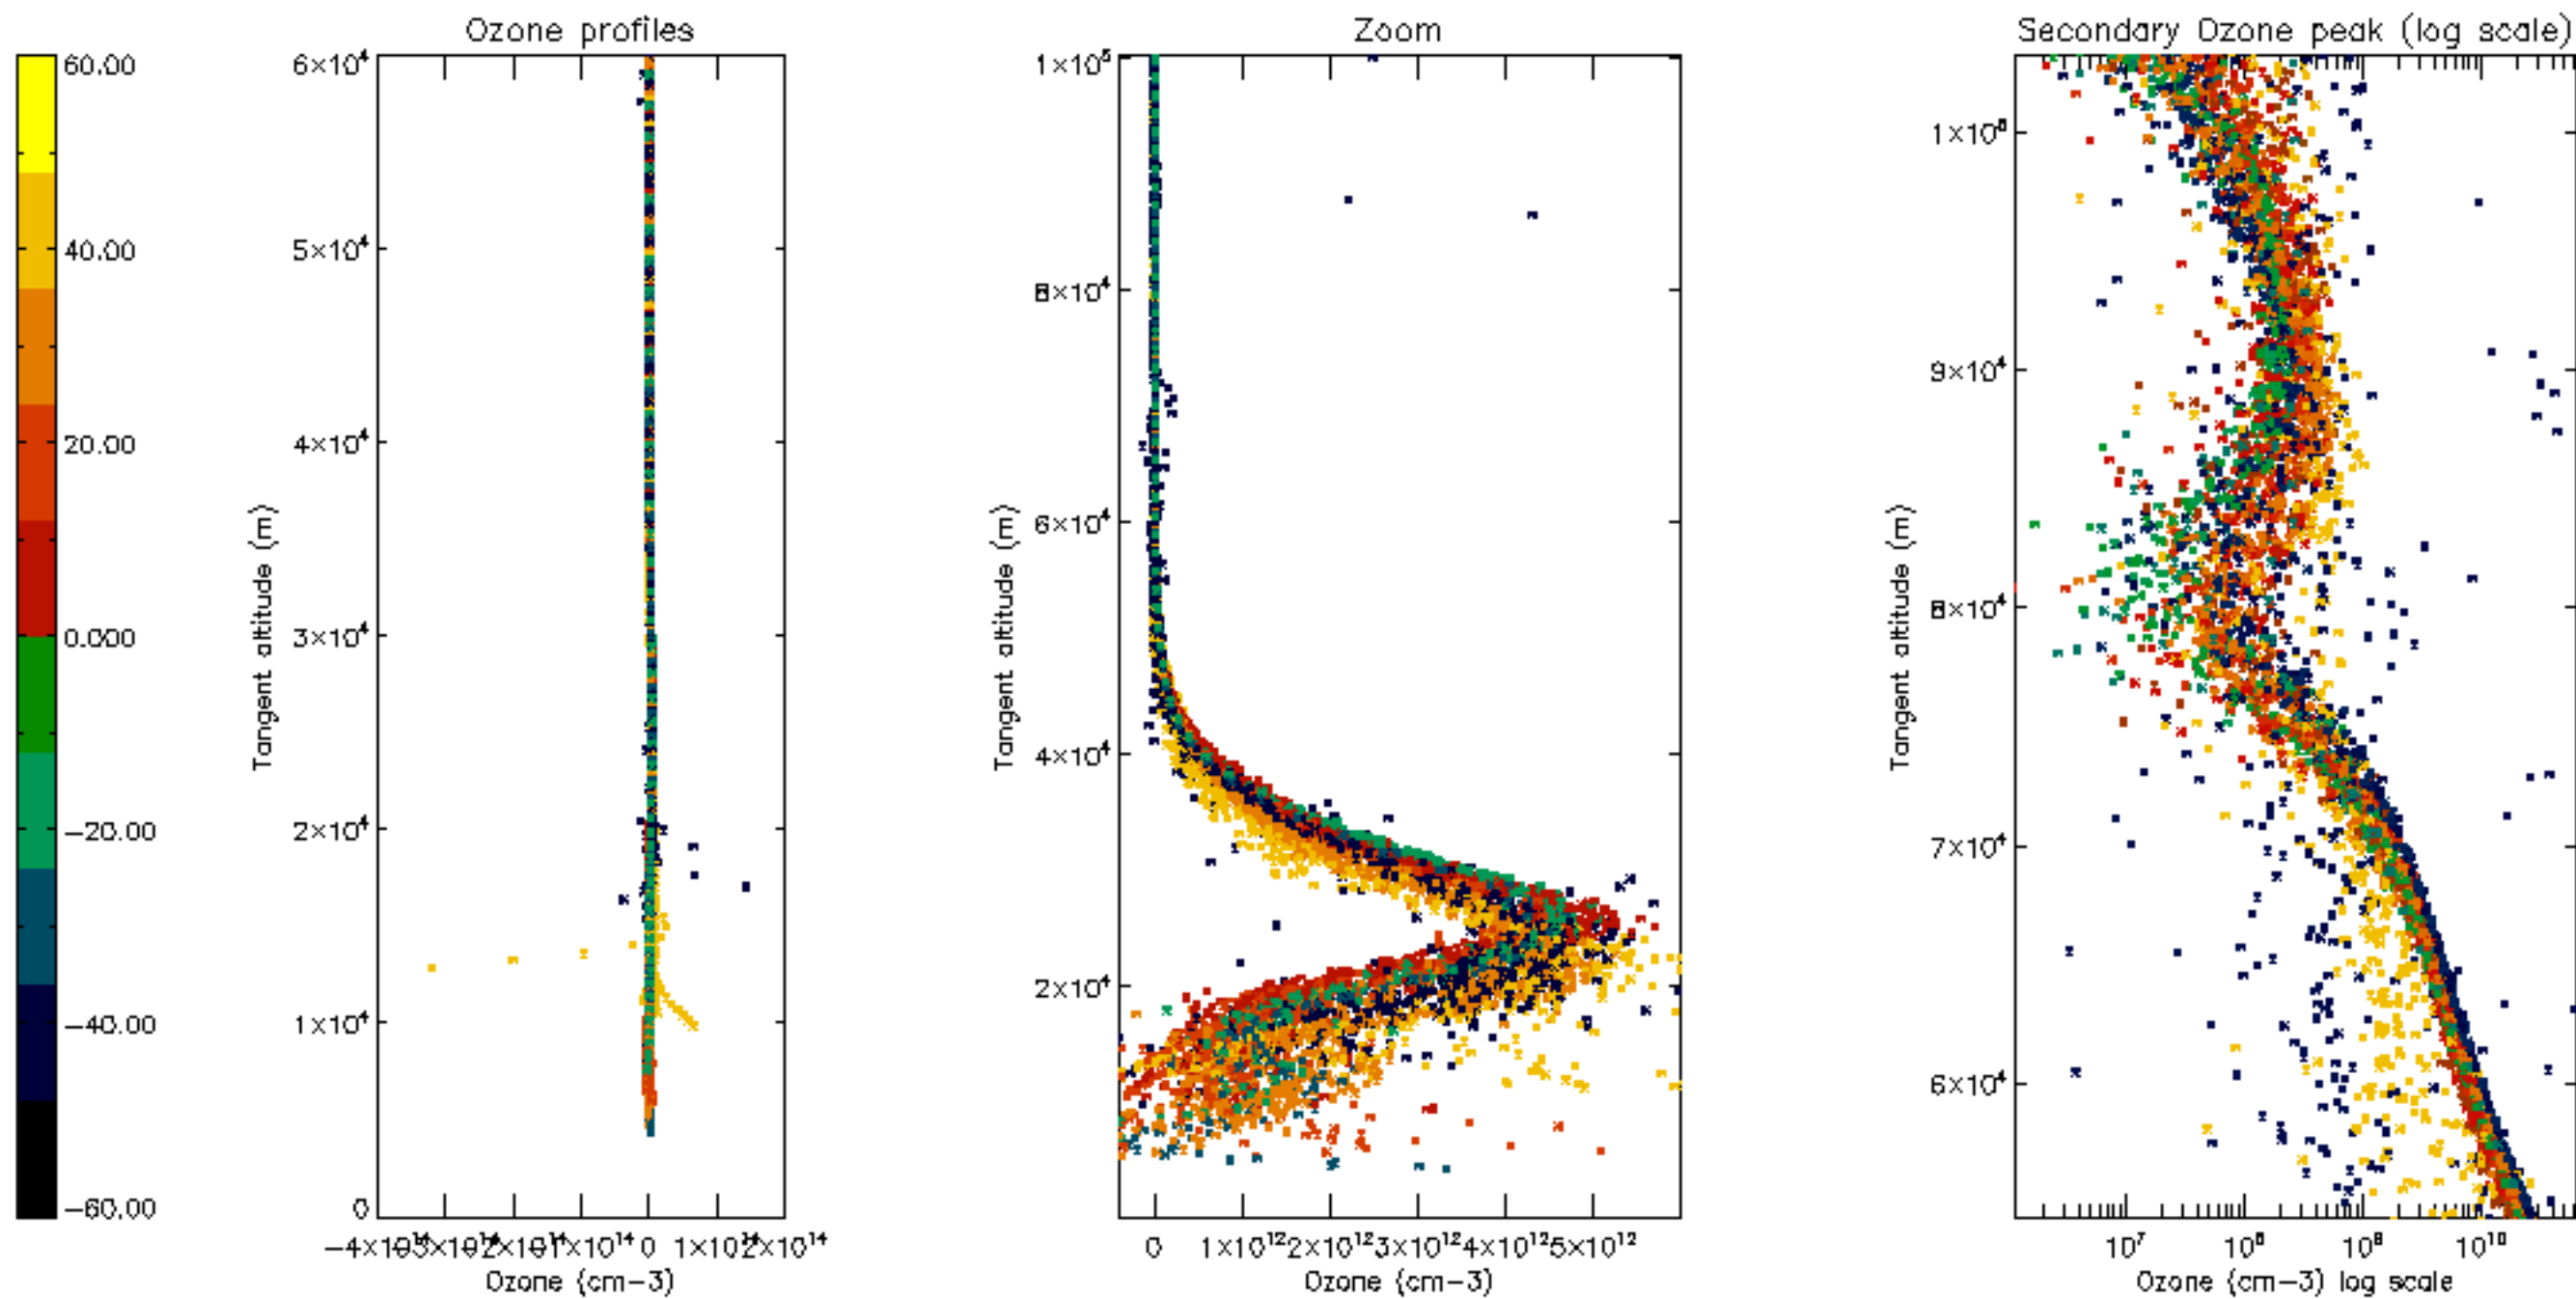 Ozone profiles
Zoom
Secondary Ozone peak (log scale)
60.00
40.00
20.00
0.000
-20.00
-40.00
-60.00
6×10⁴
5×10⁴
4×10⁴
3×10⁴
2×10⁴
1×10⁴
0
Tangent altitude (m)
0 1×10¹⁴ 2×10¹⁴
Ozone (cm-3)
1×10⁵
8×10⁴
6×10⁴
4×10⁴
2×10⁴
Tangent altitude (m)
0 1×10¹² 2×10¹² 3×10¹² 4×10¹² 5×10¹²
Ozone (cm-3)
9×10⁴
8×10⁴
7×10⁴
6×10⁴
Tangent altitude (m)
10⁷ 10⁸ 10⁹ 10¹⁰
Ozone (cm-3) log scale